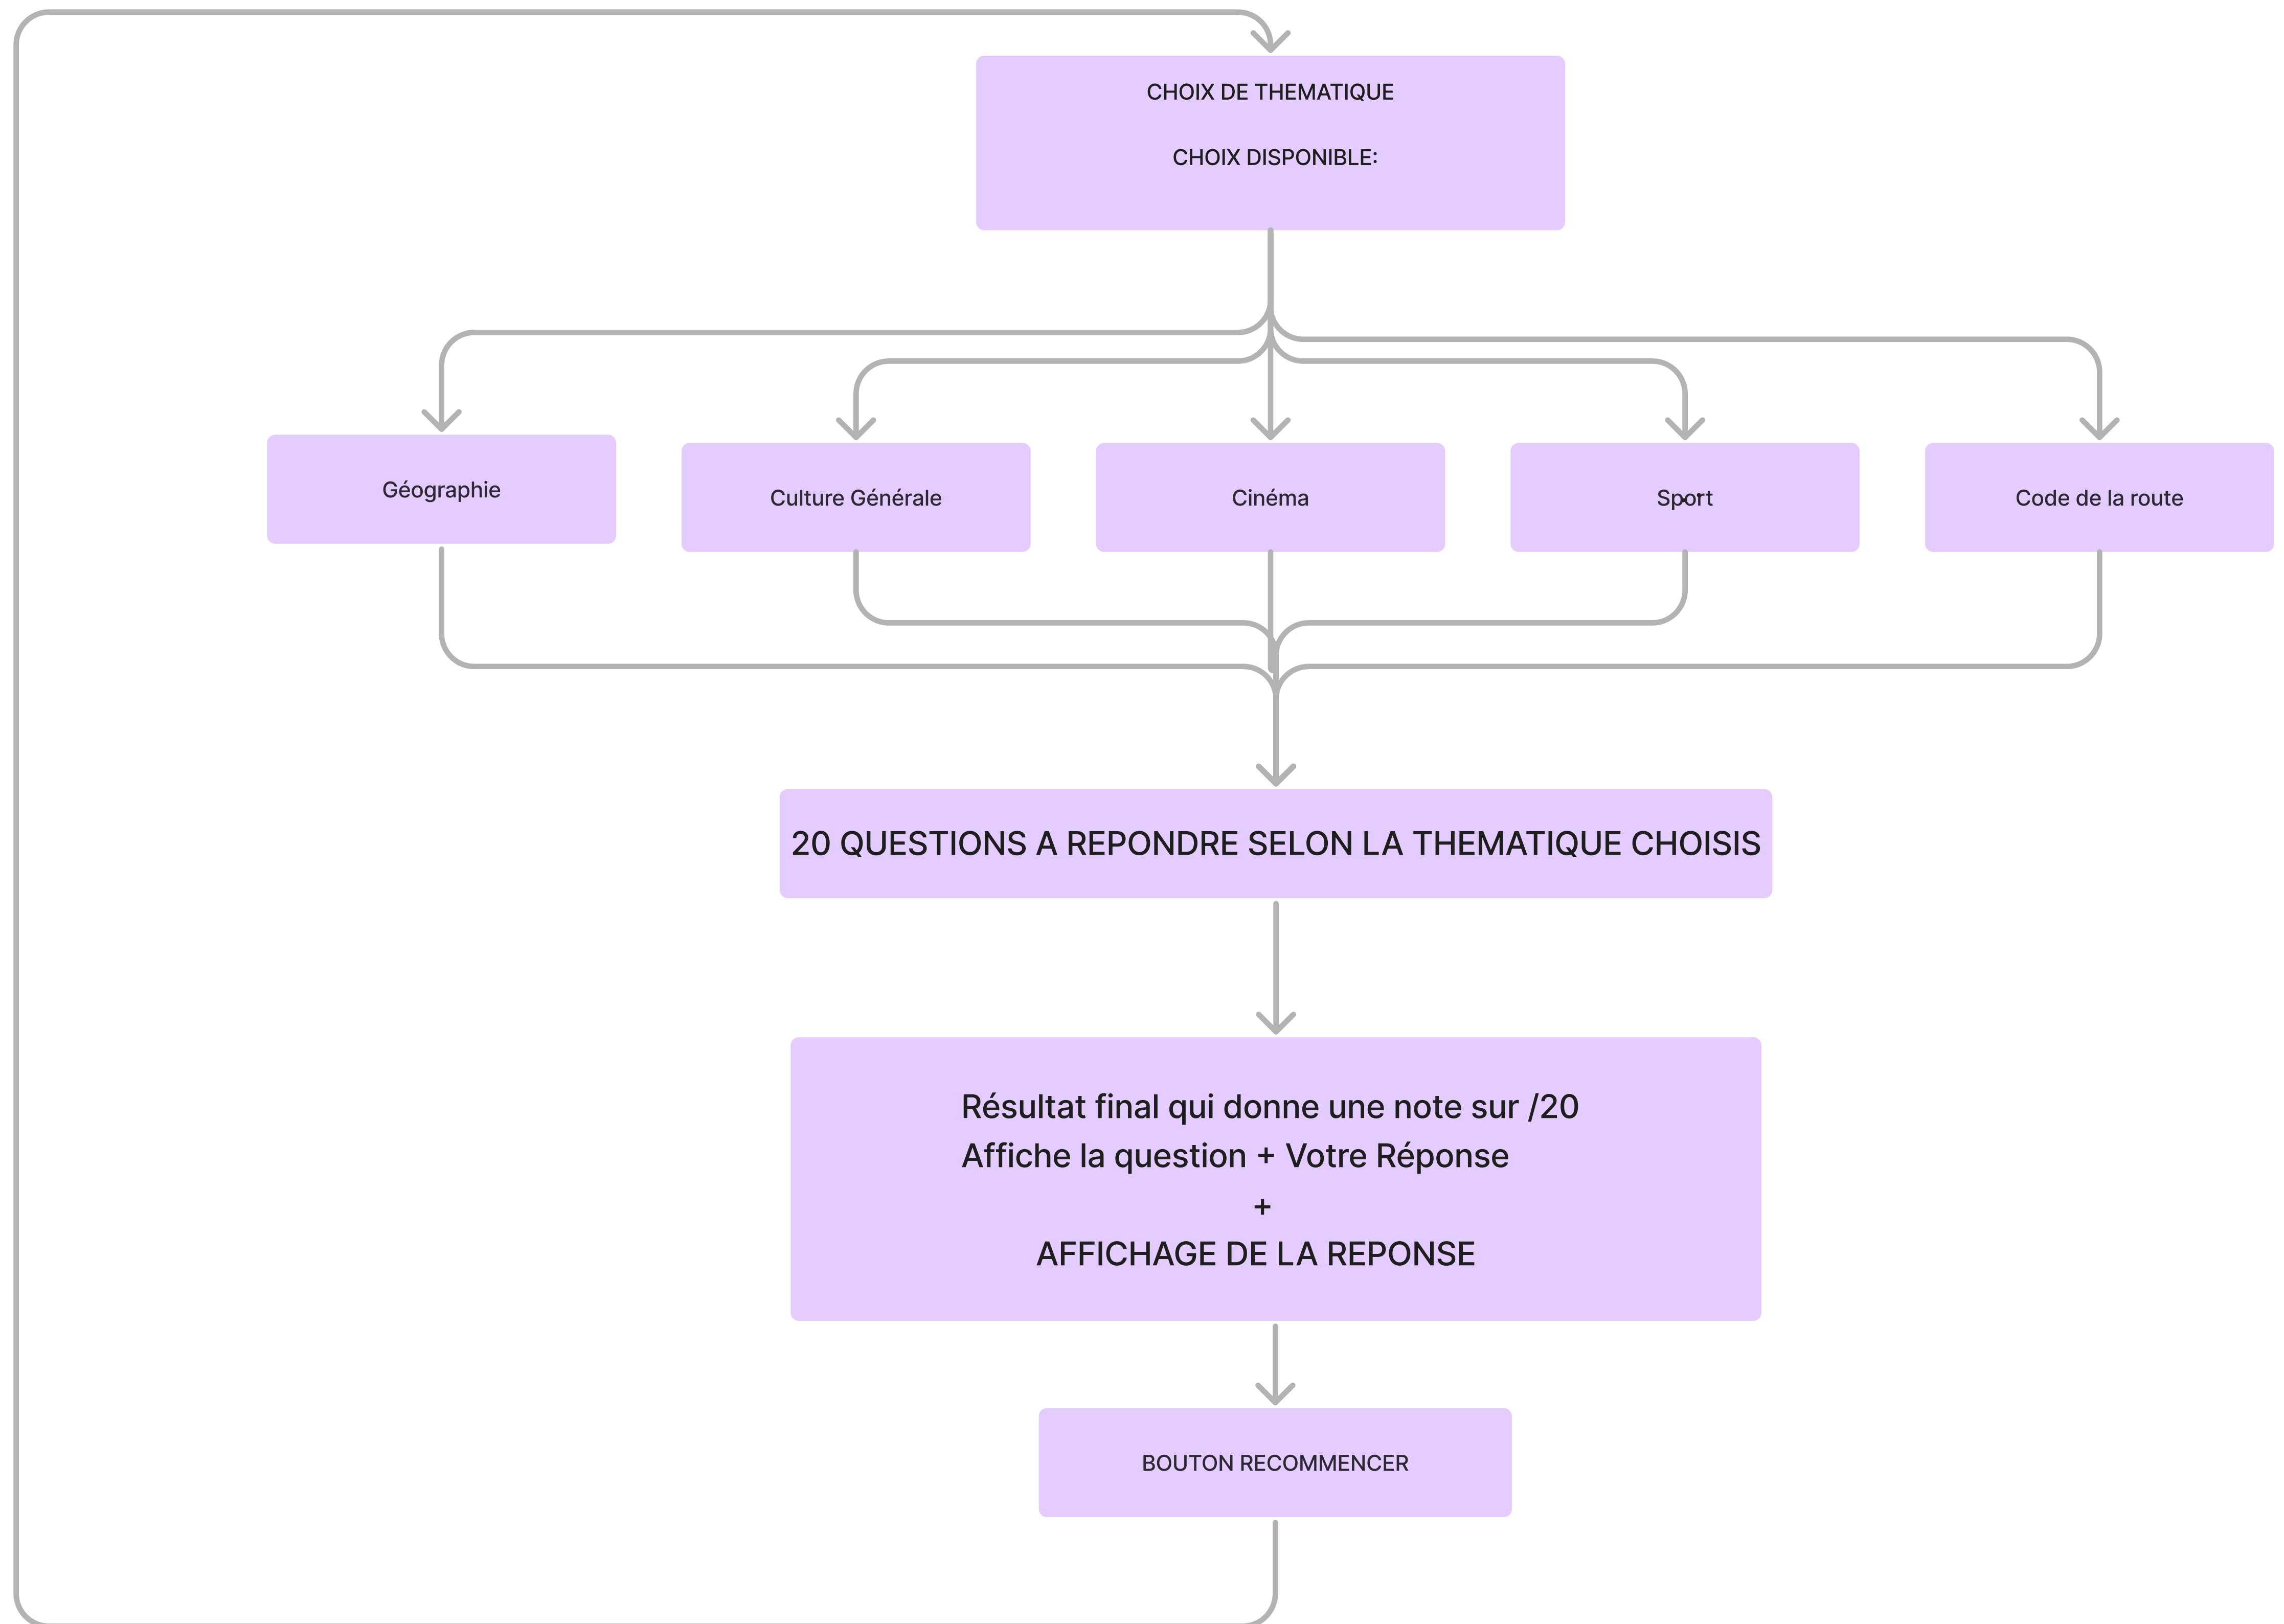 CHOIX DE THEMATIQUE
CHOIX DISPONIBLE:
Géographie
Culture Générale
Cinéma
Sport
Code de la route
20 QUESTIONS A REPONDRE SELON LA THEMATIQUE CHOISIS
Résultat final qui donne une note sur /20
Affiche la question + Votre Réponse
+
AFFICHAGE DE LA REPONSE
BOUTON RECOMMENCER